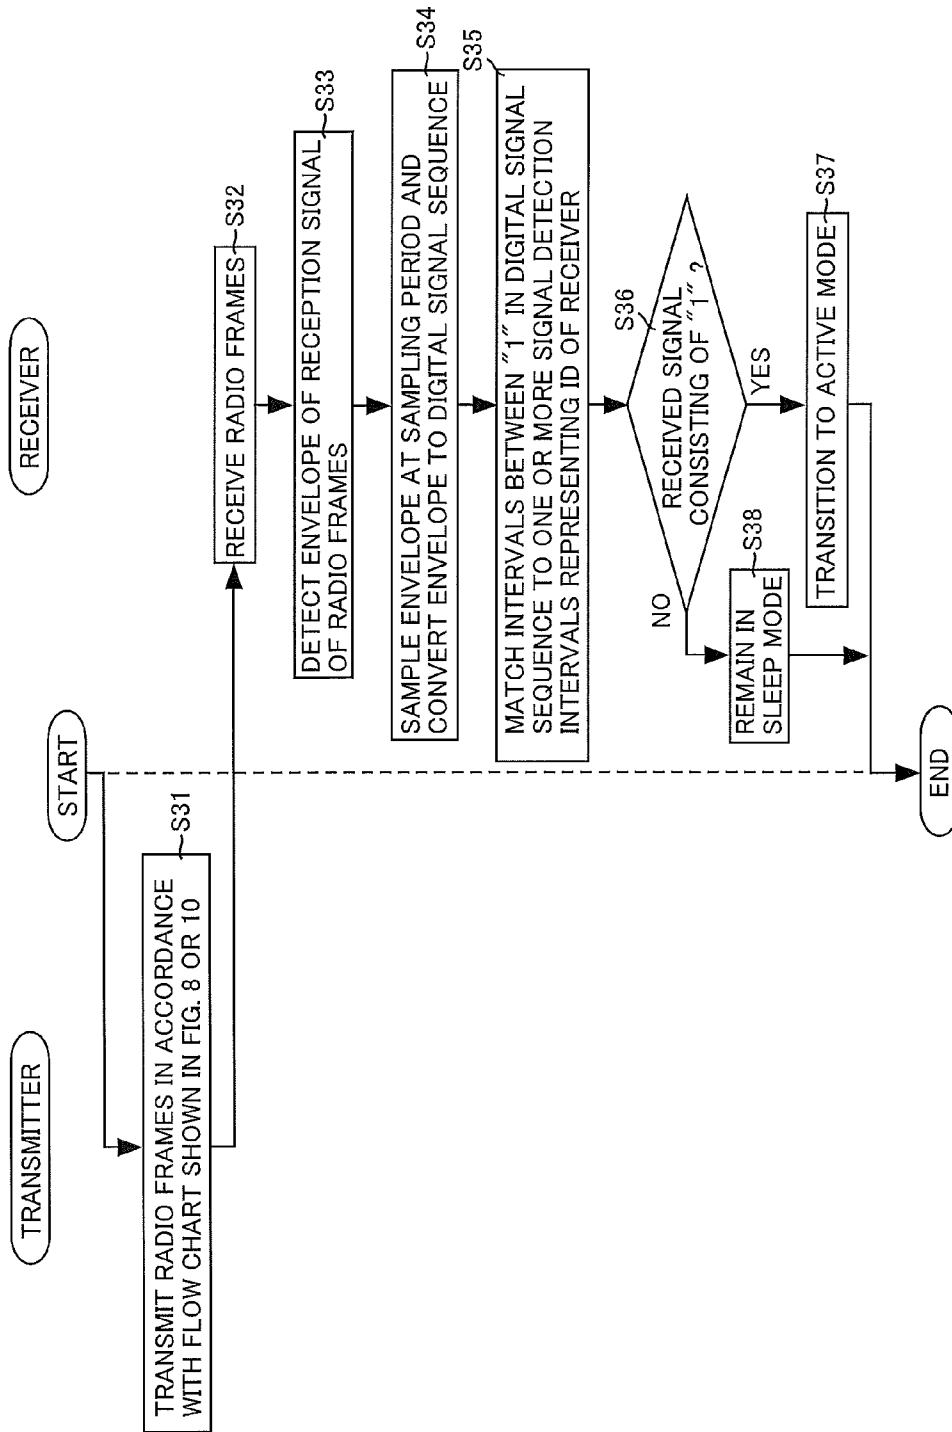 TRANSMITTER
START
RECEIVER
TRANSMIT RADIO FRAMES IN ACCORDANCE
WITH FLOW CHART SHOWN IN FIG. 8 OR 10
S31
RECEIVE RADIO FRAMES
S32
DETECT ENVELOPE OF RECEPTION SIGNAL
OF RADIO FRAMES
S33
SAMPLE ENVELOPE AT SAMPLING PERIOD AND
CONVERT ENVELOPE TO DIGITAL SIGNAL SEQUENCE
S34
MATCH INTERVALS BETWEEN "1" IN DIGITAL SIGNAL
SEQUENCE TO ONE OR MORE SIGNAL DETECTION
INTERVALS REPRESENTING ID OF RECEIVER
S35
RECEIVED SIGNAL
CONSISTING OF "1" ?
S36
NO
YES
REMAIN IN
SLEEP MODE
S38
TRANSITION TO ACTIVE MODE
S37
END